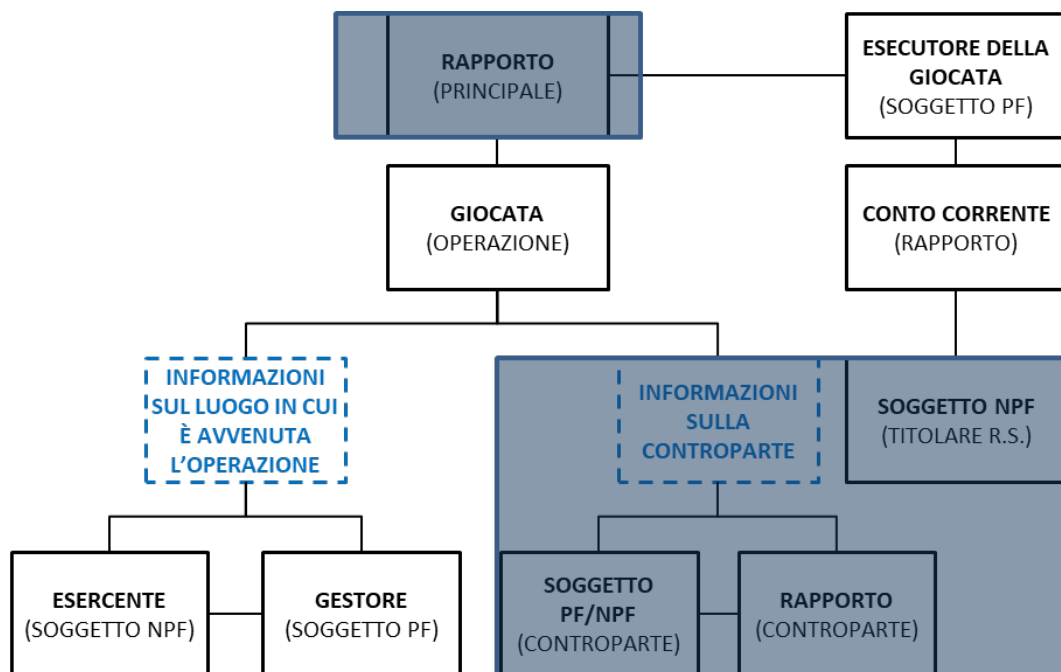 RAPPORTO
(PRINCIPALE)
ESECUTORE DELLA
GIOCATA
(SOGGETTO PF)
GIOCATA
(OPERAZIONE)
CONTO CORRENTE
(RAPPORTO)
INFORMAZIONI
SUL LUOGO IN CUI
È AVVENUTA
L'OPERAZIONE
INFORMAZIONI
SULLA
CONTROPARTE
SOGGETTO NPF
(TITOLARE R.S.)
ESERCENTE
(SOGGETTO NPF)
GESTORE
(SOGGETTO PF)
SOGGETTO
PF/NPF
(CONTROPARTE)
RAPPORTO
(CONTROPARTE)